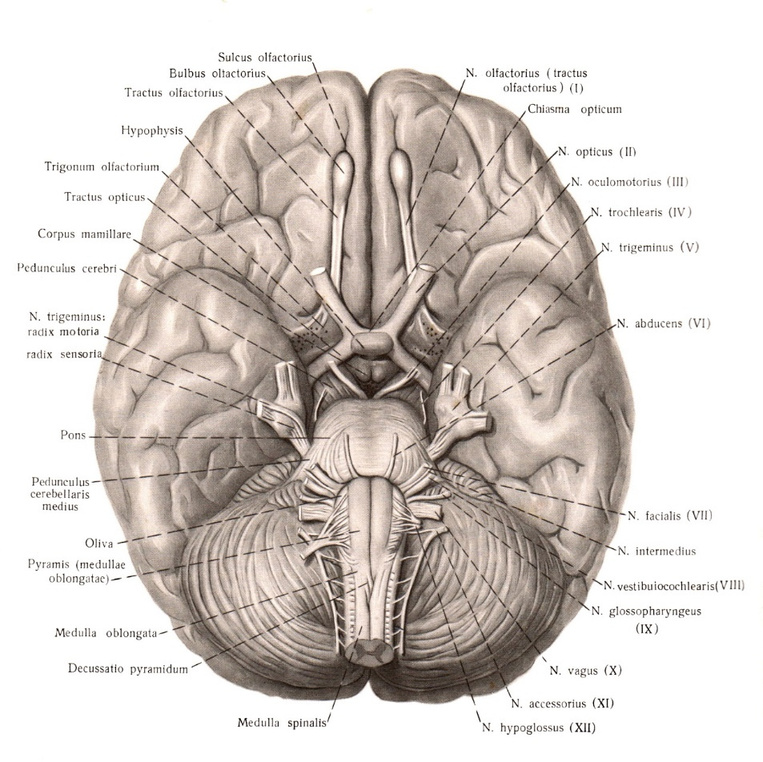 Sulcus olfactorius
Bulbus oltactorius
Tractus olfactorius
Hypophysis
Trigonum olfactorium
Tractus opticus
Corpus mamillare
Pedunculus cerebri
N. trigeminus:
radix motoria
radix sensoria
Pons
Pedunculus
cerebellaris
medius
Oliva
Pyramis (medullae
oblongatae)
Medulla oblongata
Decussatio pyramidum
Medulla spinalis
N. olfactorius (tractus
olfactorius) (I)
Chiasma opticum
N. opticus (II)
N. oculomotorius (III)
N. trochlearis (IV)
N. trigeminus (V)
N. abducens (VI)
N. facialis (VII)
N. intermedius
N. vestibuiocochlearis(VIII)
N. glossopharyngeus
(IX)
N. vagus (X)
N. accessorius (XI)
N. hypoglossus (XII)